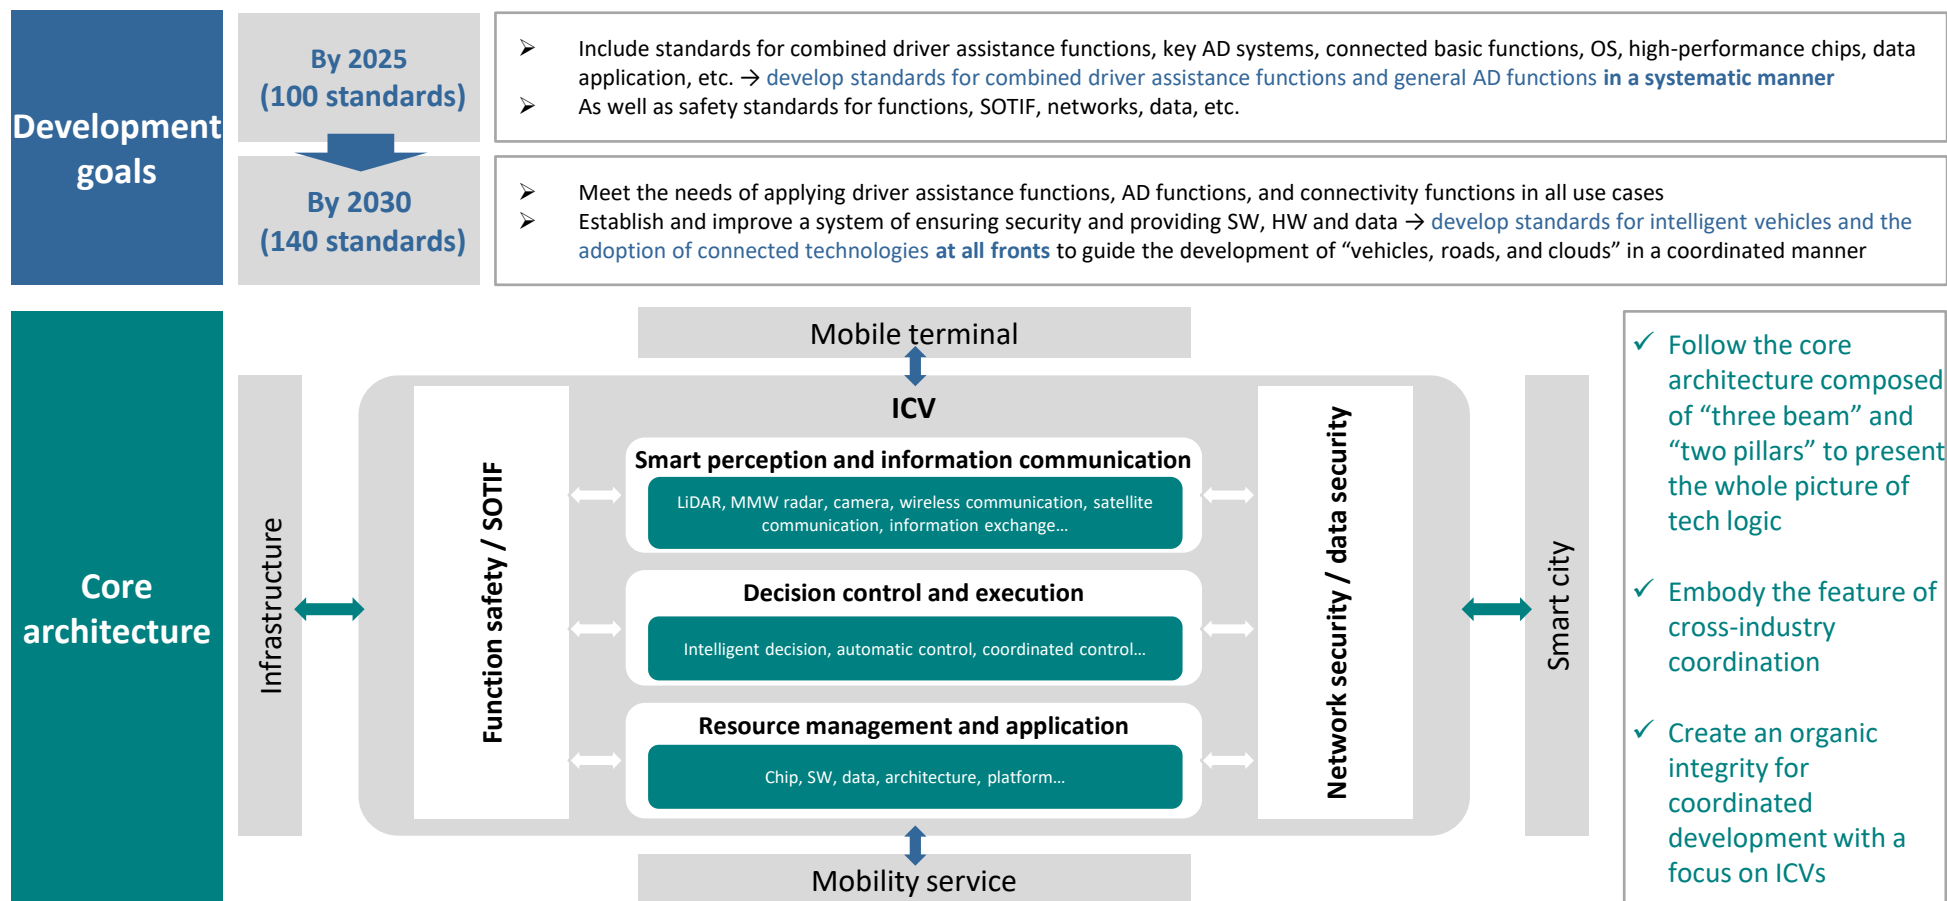 Development
goals
By 2025
(100 standards)
➢ Include standards for combined driver assistance functions, key AD systems, connected basic functions, OS, high-performance chips, data
application, etc. → develop standards for combined driver assistance functions and general AD functions in a systematic manner
➢ As well as safety standards for functions, SOTIF, networks, data, etc.
By 2030
(140 standards)
➢ Meet the needs of applying driver assistance functions, AD functions, and connectivity functions in all use cases
➢ Establish and improve a system of ensuring security and providing SW, HW and data → develop standards for intelligent vehicles and the
adoption of connected technologies at all fronts to guide the development of “vehicles, roads, and clouds” in a coordinated manner
Core
architecture
Infrastructure
Mobile terminal
ICV
Function safety / SOTIF
Smart perception and information communication
LiDAR, MMW radar, camera, wireless communication, satellite
communication, information exchange…
Decision control and execution
Intelligent decision, automatic control, coordinated control…
Resource management and application
Chip, SW, data, architecture, platform…
Network security / data security
Mobility service
Smart city
✓ Follow the core
architecture composed
of “three beam” and
“two pillars” to present
the whole picture of
tech logic
✓ Embody the feature of
cross-industry
coordination
✓ Create an organic
integrity for
coordinated
development with a
focus on ICVs